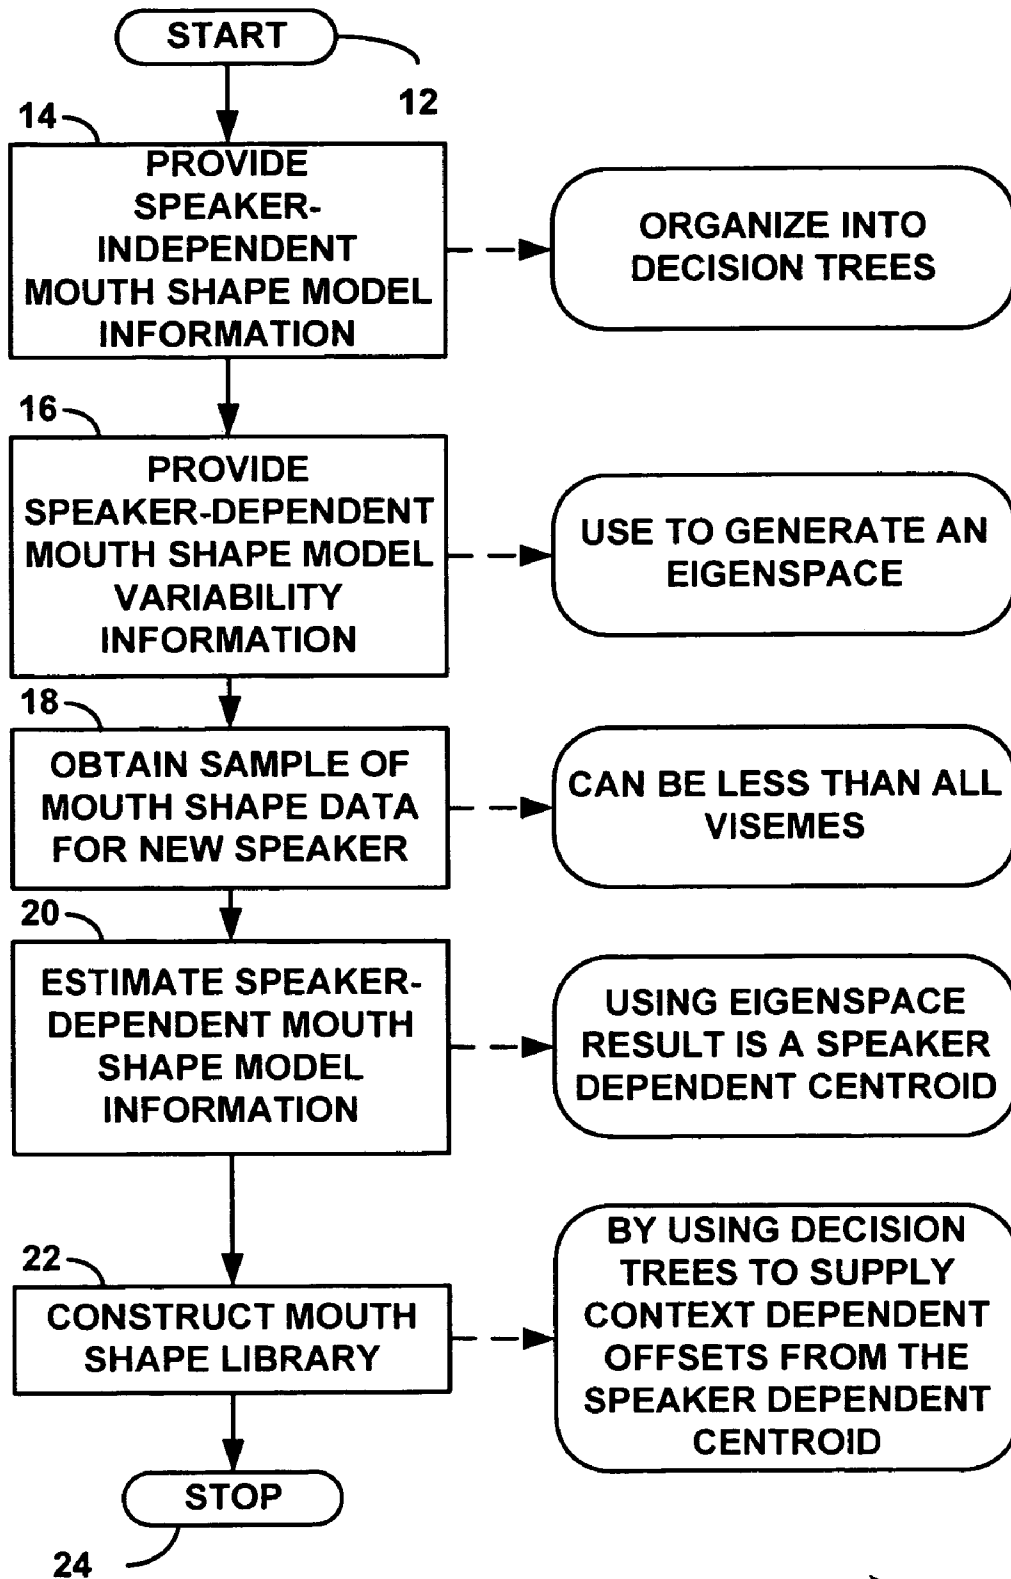 START
12
14
PROVIDE
SPEAKER-
INDEPENDENT
MOUTH SHAPE MODEL
INFORMATION
ORGANIZE INTO
DECISION TREES
16
PROVIDE
SPEAKER-DEPENDENT
MOUTH SHAPE MODEL
VARIABILITY
INFORMATION
USE TO GENERATE AN
EIGENSPACE
18
OBTAIN SAMPLE OF
MOUTH SHAPE DATA
FOR NEW SPEAKER
CAN BE LESS THAN ALL
VISEMES
20
ESTIMATE SPEAKER-
DEPENDENT MOUTH
SHAPE MODEL
INFORMATION
USING EIGENSPACE
RESULT IS A SPEAKER
DEPENDENT CENTROID
22
CONSTRUCT MOUTH
SHAPE LIBRARY
BY USING DECISION
TREES TO SUPPLY
CONTEXT DEPENDENT
OFFSETS FROM THE
SPEAKER DEPENDENT
CENTROID
STOP
24